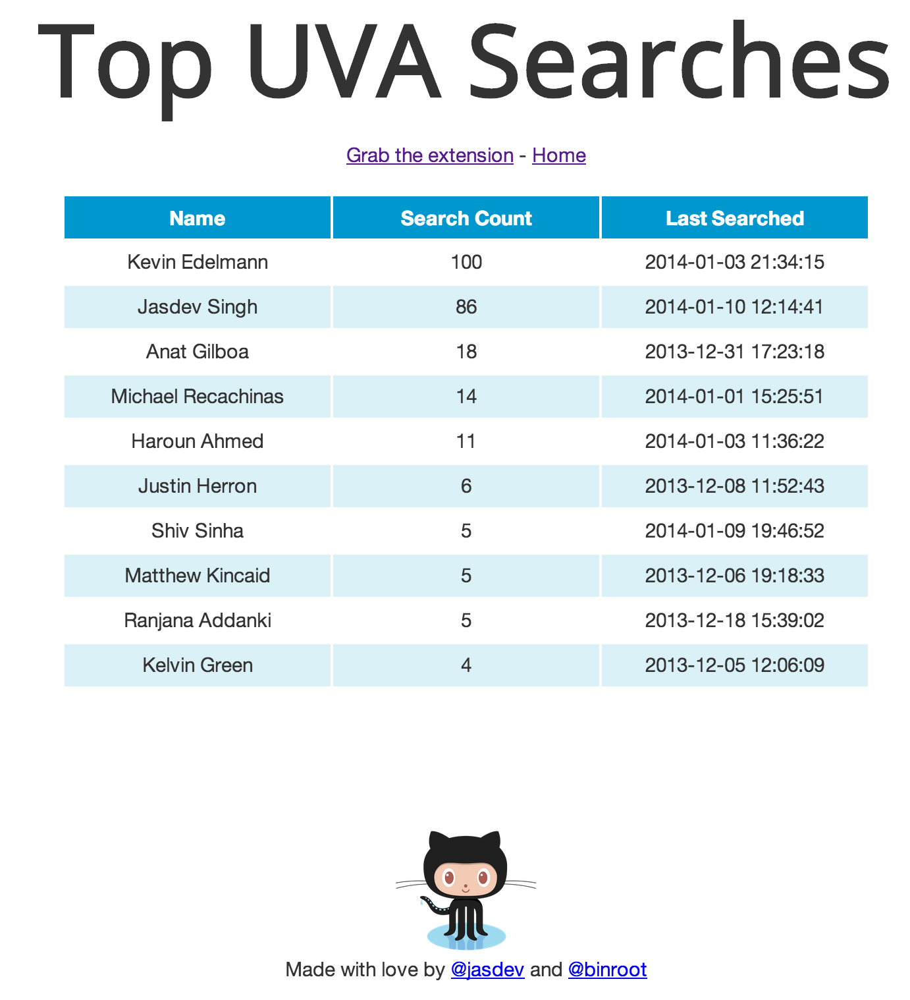 Top UVA Searches
Grab the extension - Home
Name Search Count Last Searched
Kevin Edelmann 100 2014-01-03 21:34:15
Jasdev Singh 86 2014-01-10 12:14:41
Anat Gilboa 18 2013-12-31 17:23:18
Michael Recachinas 14 2014-01-01 15:25:51
Haroun Ahmed 11 2014-01-03 11:36:22
Justin Herron 6 2013-12-08 11:52:43
Shiv Sinha 5 2014-01-09 19:46:52
Matthew Kincaid 5 2013-12-06 19:18:33
Ranjana Addanki 5 2013-12-18 15:39:02
Kelvin Green 4 2013-12-05 12:06:09
Made with love by @jasdev and @binroot